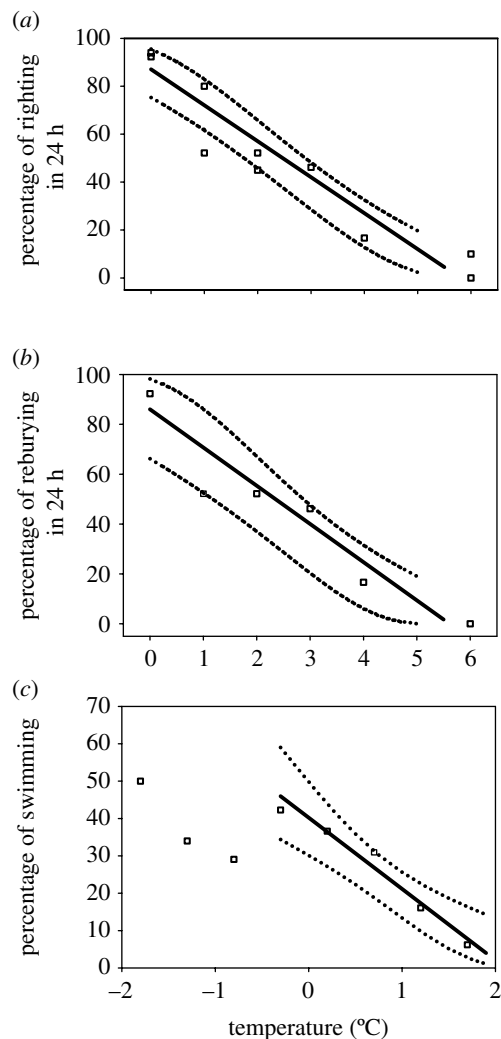 (a)
percentage of righting
in 24 h
100
80
60
40
20
0
(b)
percentage of reburying
in 24 h
100
80
60
40
20
0
0 1 2 3 4 5 6
(c)
percentage of swimming
70
60
50
40
30
20
10
0
–2 –1 0 1 2
temperature (ºC)